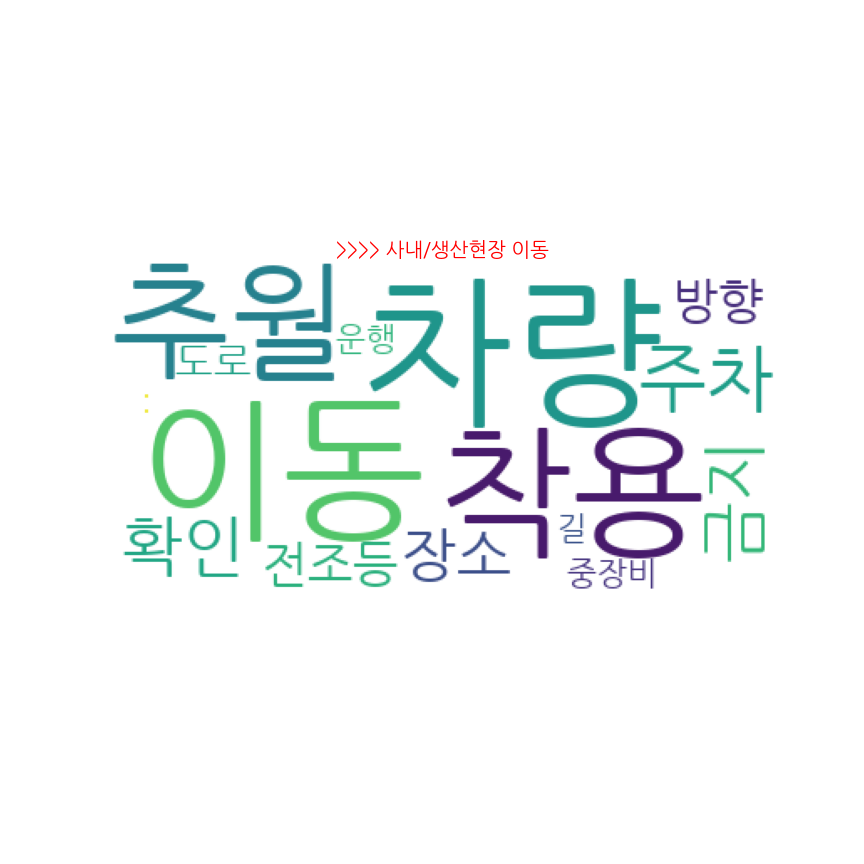 >>>> 사내/생산현장 이동
추월
차량
방향
도로
운행
주차
:
이동
착용
금지
확인
전조등
장소
길
중장비